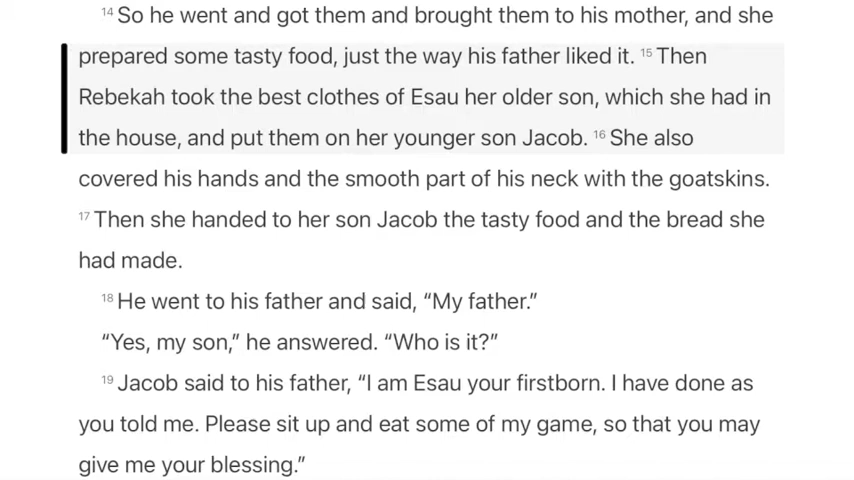 14 So he went and got them and brought them to his mother, and she
prepared some tasty food, just the way his father liked it. 15 Then
Rebekah took the best clothes of Esau her older son, which she had in
the house, and put them on her younger son Jacob. 16 She also
covered his hands and the smooth part of his neck with the goatskins.
17 Then she handed to her son Jacob the tasty food and the bread she
had made.
18 He went to his father and said, “My father.”
“Yes, my son,” he answered. “Who is it?”
19 Jacob said to his father, “I am Esau your firstborn. I have done as
you told me. Please sit up and eat some of my game, so that you may
give me your blessing.”